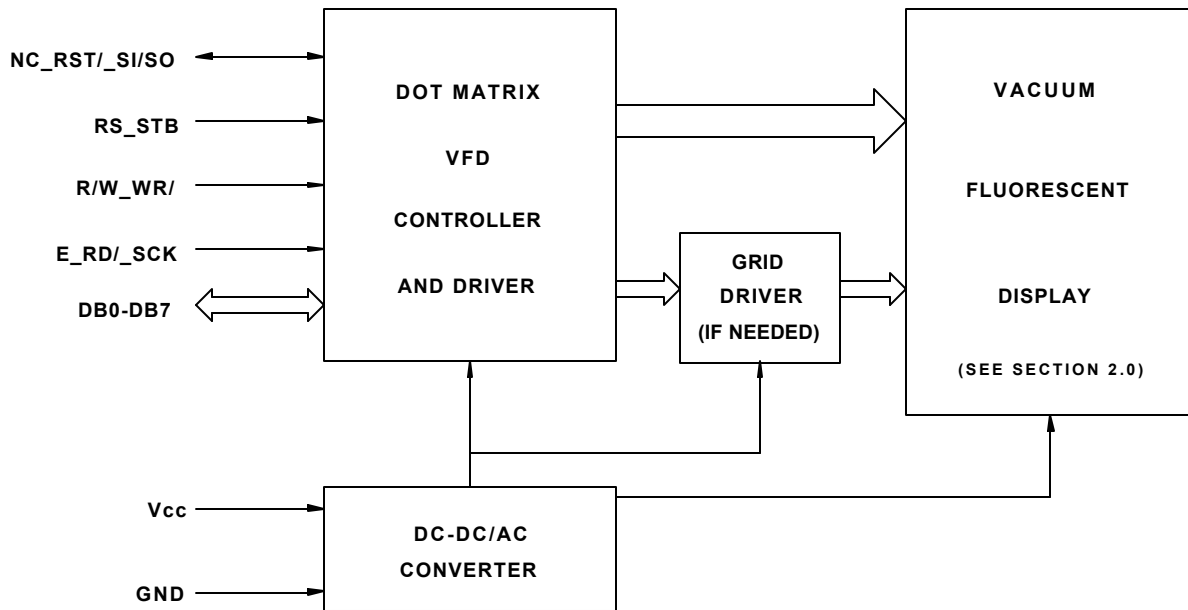 NC_RST/_SI/SO
RS_STB
R/W_WR/
E_RD/_SCK
DB0-DB7
DOT MATRIX
VFD
CONTROLLER
AND DRIVER
GRID
DRIVER
(IF NEEDED)
VACUUM
FLUORESCENT
DISPLAY
(SEE SECTION 2.0)
Vcc
GND
DC-DC/AC
CONVERTER